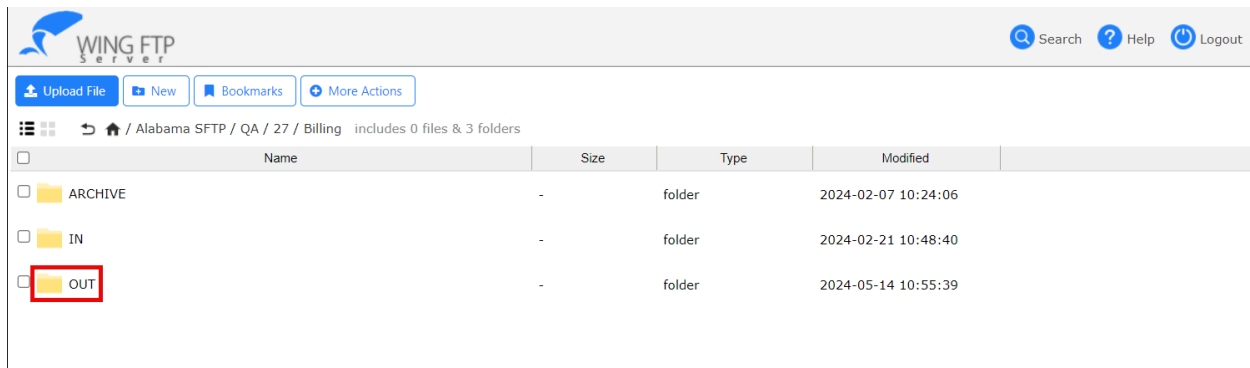 WING FTP
Server
Search Help Logout
Upload File New Bookmarks More Actions
/ Alabama SFTP / QA / 27 / Billing includes 0 files & 3 folders
Name Size Type Modified
ARCHIVE - folder 2024-02-07 10:24:06
IN - folder 2024-02-21 10:48:40
OUT - folder 2024-05-14 10:55:39